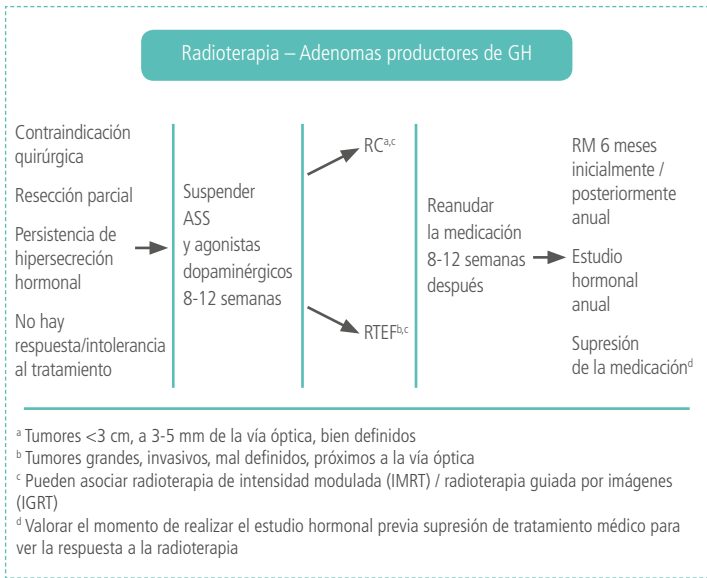 Radioterapia – Adenomas productores de GH
Contraindicación
quirúrgica
Resección parcial
Persistencia de
hipersecreción
hormonal
No hay
respuesta/intolerancia
al tratamiento
Suspender
ASS
y agonistas
dopaminérgicos
8-12 semanas
RCa,c
RTEFb,c
Reanudar
la medicación
8-12 semanas
después
RM 6 meses
inicialmente /
posteriormente
anual
Estudio
hormonal
anual
Supresión
de la medicaciónd
a Tumores <3 cm, a 3-5 mm de la vía óptica, bien definidos
b Tumores grandes, invasivos, mal definidos, próximos a la vía óptica
c Pueden asociar radioterapia de intensidad modulada (IMRT) / radioterapia guiada por imágenes
(IGRT)
d Valorar el momento de realizar el estudio hormonal previa supresión de tratamiento médico para
ver la respuesta a la radioterapia